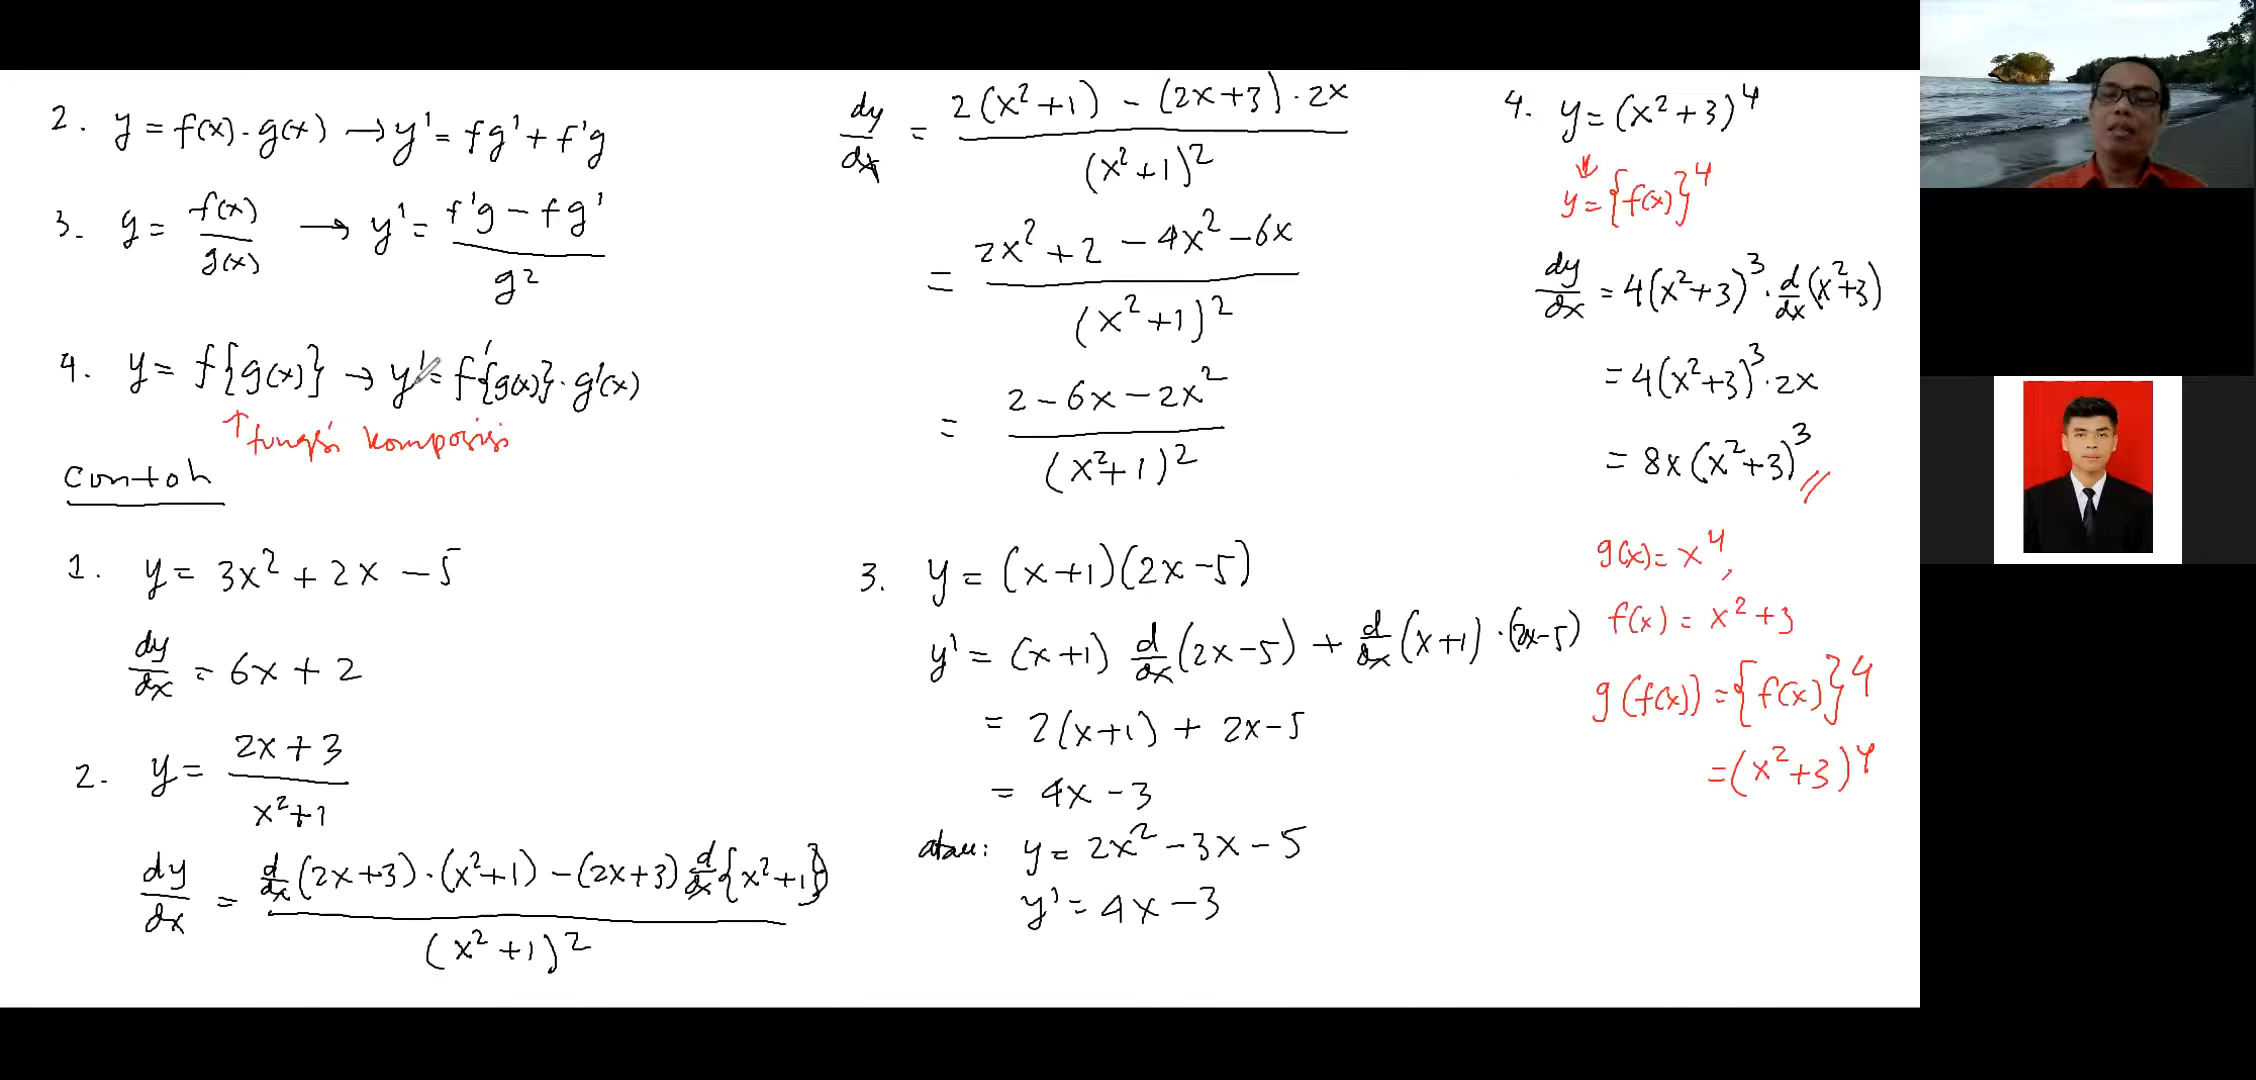 2. y = f(x) · g(x) → y' = fg' + f'g
3. y = f(x)/g(x) → y' = (f'g − fg')/g²
4. y = f{g(x)} → y' = f'{g(x)} · g'(x)
↑ fungsi komposisi
Contoh
1. y = 3x² + 2x − 5
dy/dx = 6x + 2
2. y = (2x + 3)/(x² + 1)
dy/dx = (d/dx (2x + 3) · (x² + 1) − (2x + 3) d/dx {x² + 1})/(x² + 1)²
dy/dx = (2(x² + 1) − (2x + 3) · 2x)/(x² + 1)²
= (2x² + 2 − 4x² − 6x)/(x² + 1)²
= (2 − 6x − 2x²)/(x² + 1)²
3. y = (x + 1)(2x − 5)
y' = (x + 1) d/dx (2x − 5) + d/dx (x + 1) · (2x − 5)
= 2(x + 1) + 2x − 5
= 4x − 3
atau: y = 2x² − 3x − 5
y' = 4x − 3
4. y = (x² + 3)⁴
↓
y = {f(x)}⁴
dy/dx = 4(x² + 3)³ · d/dx (x² + 3)
= 4(x² + 3)³ · 2x
= 8x(x² + 3)³ //
g(x) = x⁴,
f(x) = x² + 3
g(f(x)) = {f(x)}⁴
= (x² + 3)⁴